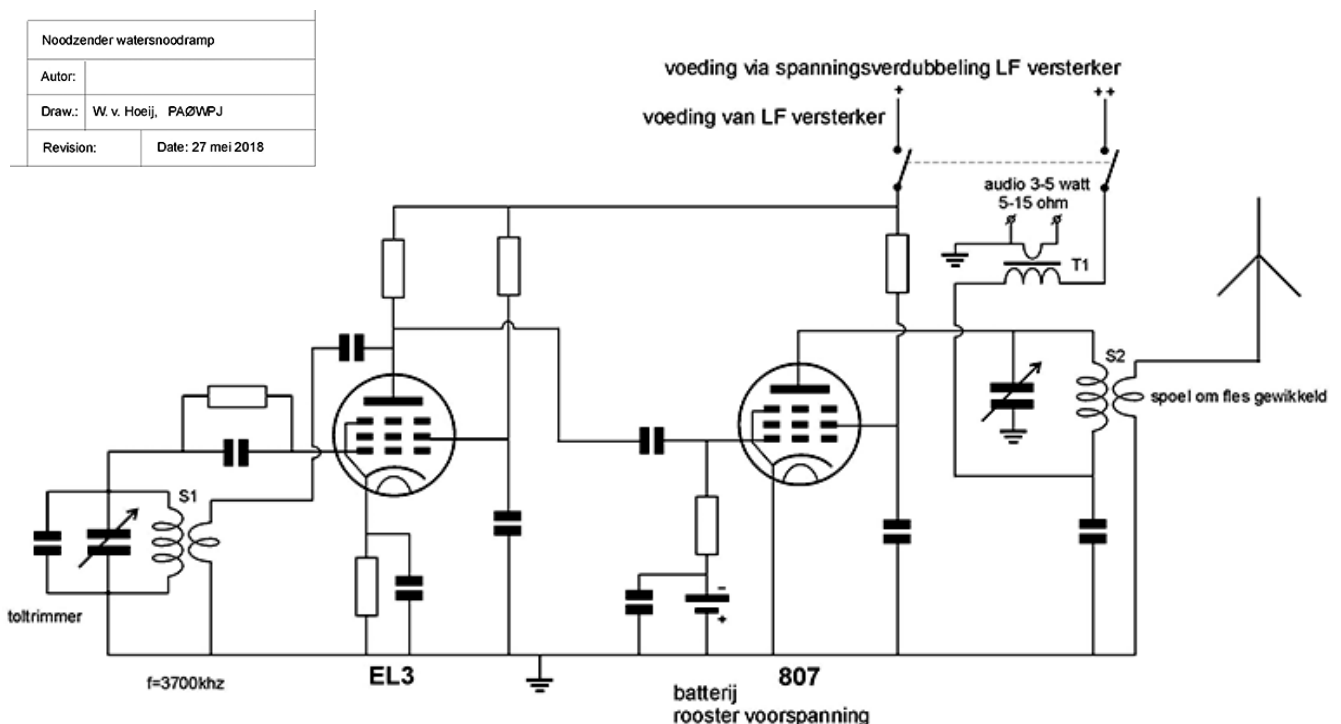 Noodzender watersnoodramp
Autor:
Draw.: W. v. Hoeij, PAØWPJ
Revision: Date: 27 mei 2018
voeding via spanningsverdubbeling LF versterker
+ ++
voeding van LF versterker
audio 3-5 watt
5-15 ohm
T1
S2
spoel om fles gewikkeld
S1
toltrimmer
-
+
f=3700khz
EL3
807
batterij
rooster voorspanning